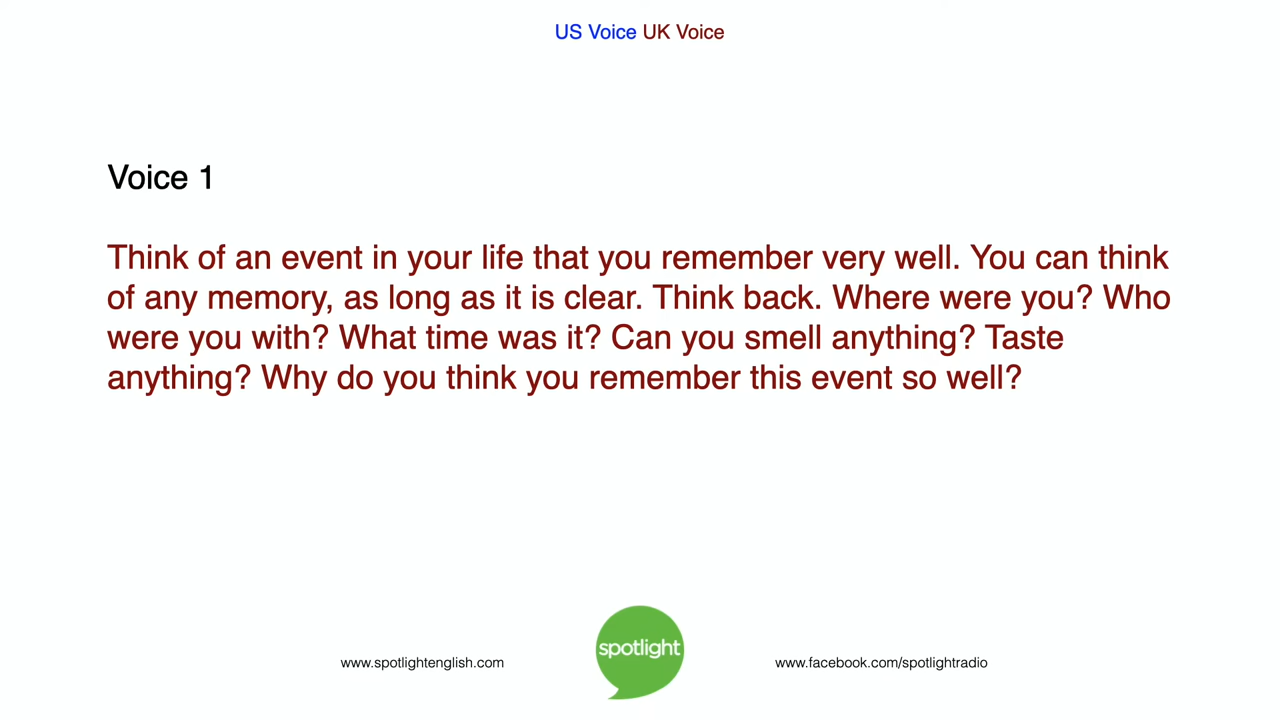 US Voice UK Voice
Voice 1
Think of an event in your life that you remember very well. You can think
of any memory, as long as it is clear. Think back. Where were you? Who
were you with? What time was it? Can you smell anything? Taste
anything? Why do you think you remember this event so well?
spotlight
www.spotlightenglish.com
www.facebook.com/spotlightradio